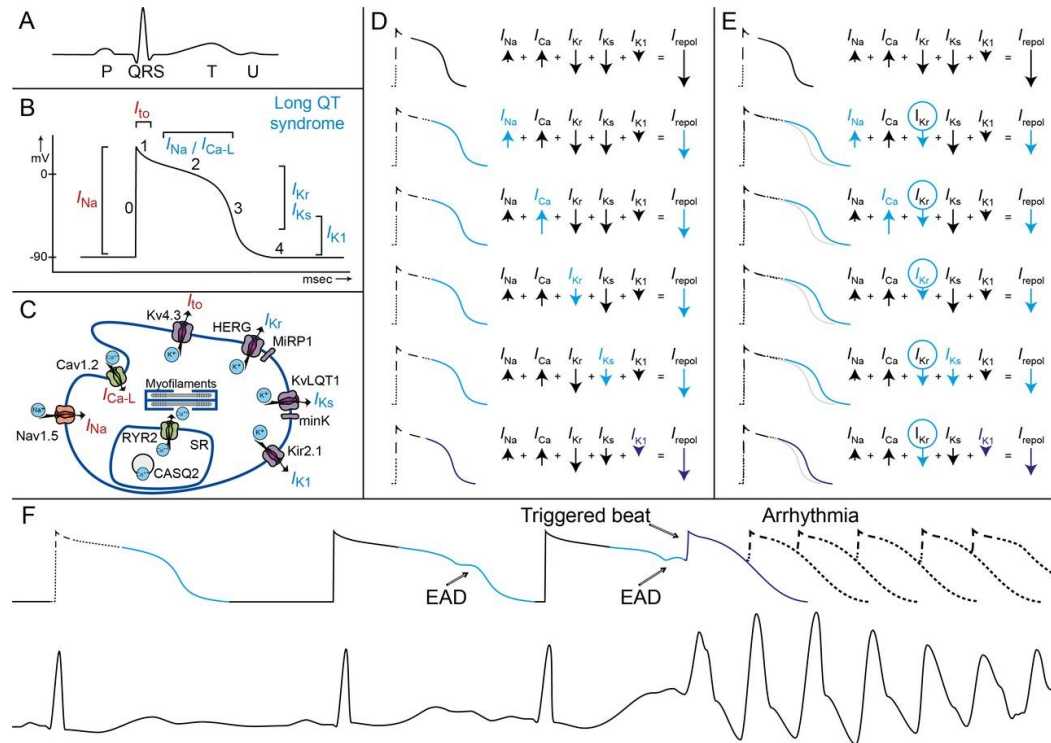 A
P QRS T U
B
Long QT
syndrome
Ito
INa / ICa-L
mV
0
-90
INa
0
1
2
3
4
IKr
IKs
IK1
msec
C
Ito
Kv4.3
HERG
IKr
MiRP1
K+
K+
Cav1.2
Ca2+
ICa-L
Myofilaments
KvLQT1
K+
IKs
minK
Na+
INa
Nav1.5
RYR2
SR
Ca2+
Ca2+
Ca2+
CASQ2
K+
Kir2.1
IK1
D
INa ICa IKr IKs IK1 Irepol
+ + + + =
INa ICa IKr IKs IK1 Irepol
+ + + + =
INa ICa IKr IKs IK1 Irepol
+ + + + =
INa ICa IKr IKs IK1 Irepol
+ + + + =
INa ICa IKr IKs IK1 Irepol
+ + + + =
INa ICa IKr IKs IK1 Irepol
+ + + + =
E
INa ICa IKr IKs IK1 Irepol
+ + + + =
INa ICa IKr IKs IK1 Irepol
+ + + + =
INa ICa IKr IKs IK1 Irepol
+ + + + =
INa ICa IKr IKs IK1 Irepol
+ + + + =
INa ICa IKr IKs IK1 Irepol
+ + + + =
INa ICa IKr IKs IK1 Irepol
+ + + + =
F
Triggered beat
Arrhythmia
EAD
EAD